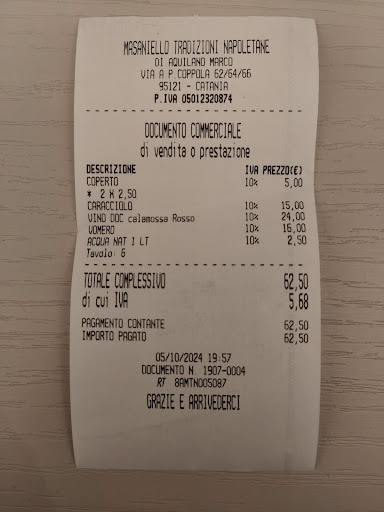 MASANIELLO TRADIZIONI NAPOLETANE
DI AQUILANO MARCO
VIA A P COPPOLA 62/64/66
95121 - CATANIA
P.IVA 05012320874
DOCUMENTO COMMERCIALE
di vendita o prestazione
DESCRIZIONE IVA PREZZO(€)
COPERTO 10% 5,00
* 2 X 2,50
CARACCIOLO 10% 15,00
VINO DOC calamossa Rosso 10% 24,00
VOMERO 10% 16,00
ACQUA NAT 1 LT 10% 2,50
Tavolo: 6
TOTALE COMPLESSIVO 62,50
di cui IVA 5,68
PAGAMENTO CONTANTE 62,50
IMPORTO PAGATO 62,50
05/10/2024 19:57
DOCUMENTO N. 1907-0004
RT 8AMTN005087
GRAZIE E ARRIVEDERCI